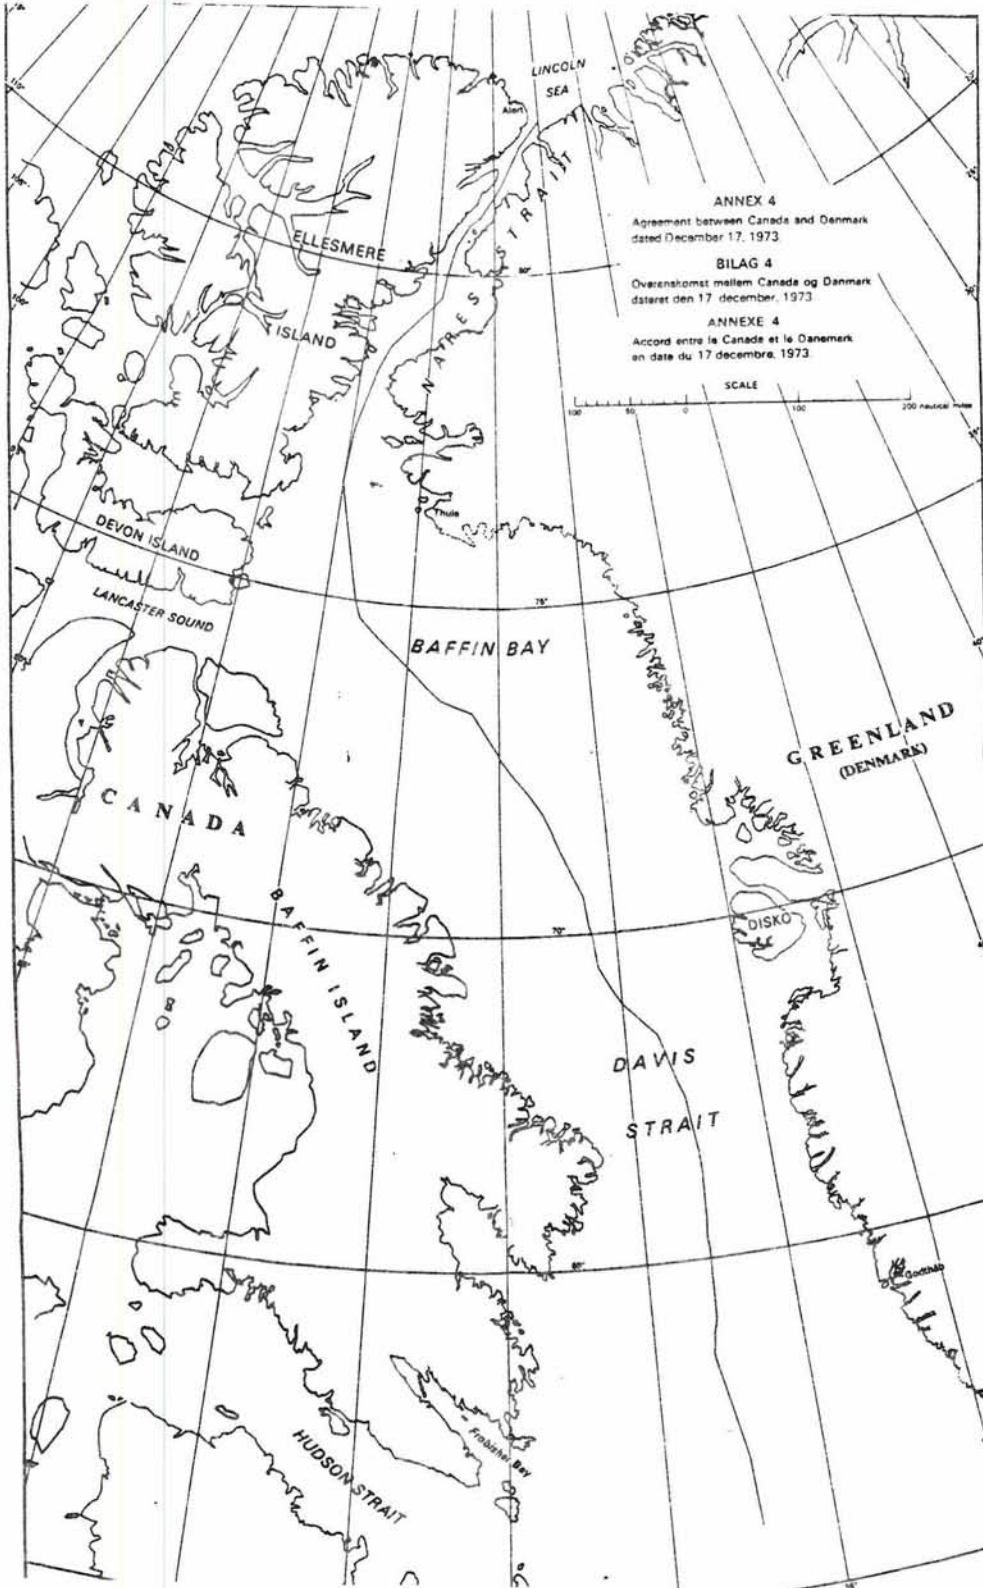 LINCOLN
SEA
Alert
NARES STRAIT
ELLESMERE
ISLAND
ANNEX 4
Agreement between Canada and Denmark
dated December 17, 1973
BILAG 4
Overenskomst mellem Canada og Danmark
dateret den 17 december, 1973
ANNEXE 4
Accord entre le Canada et le Danemark
en date du 17 decembre, 1973
SCALE
100 50 0 100 200 nautical miles
80°
Thule
DEVON ISLAND
LANCASTER SOUND
75°
BAFFIN BAY
GREENLAND
(DENMARK)
CANADA
BAFFIN ISLAND
70°
DISKO
DAVIS
STRAIT
65°
Godthåb
HUDSON STRAIT
Frobisher Bay